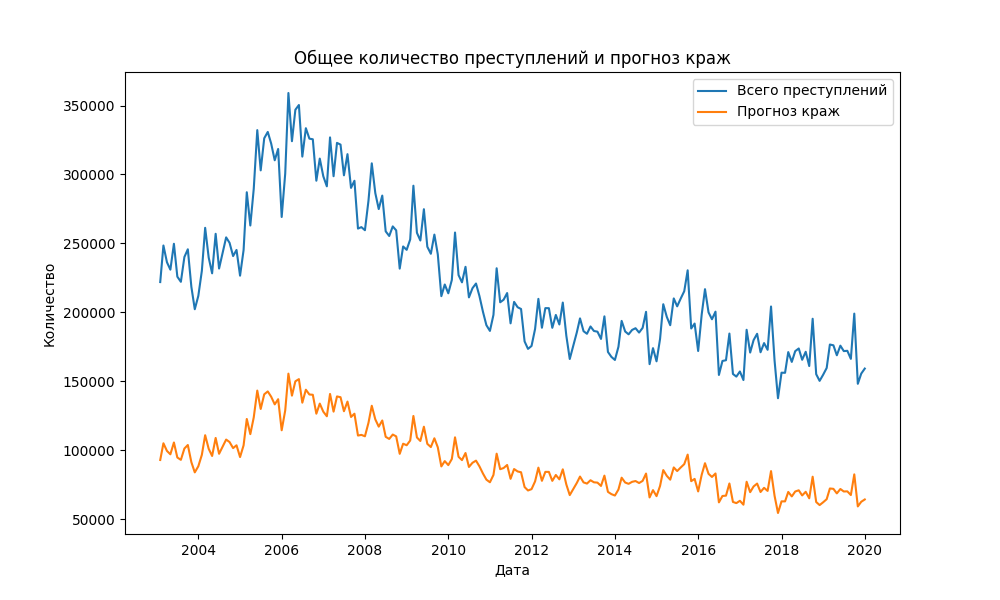 Общее количество преступлений и прогноз краж
Всего преступлений
Прогноз краж
350000
300000
250000
200000
150000
100000
50000
Количество
2004 2006 2008 2010 2012 2014 2016 2018 2020
Дата